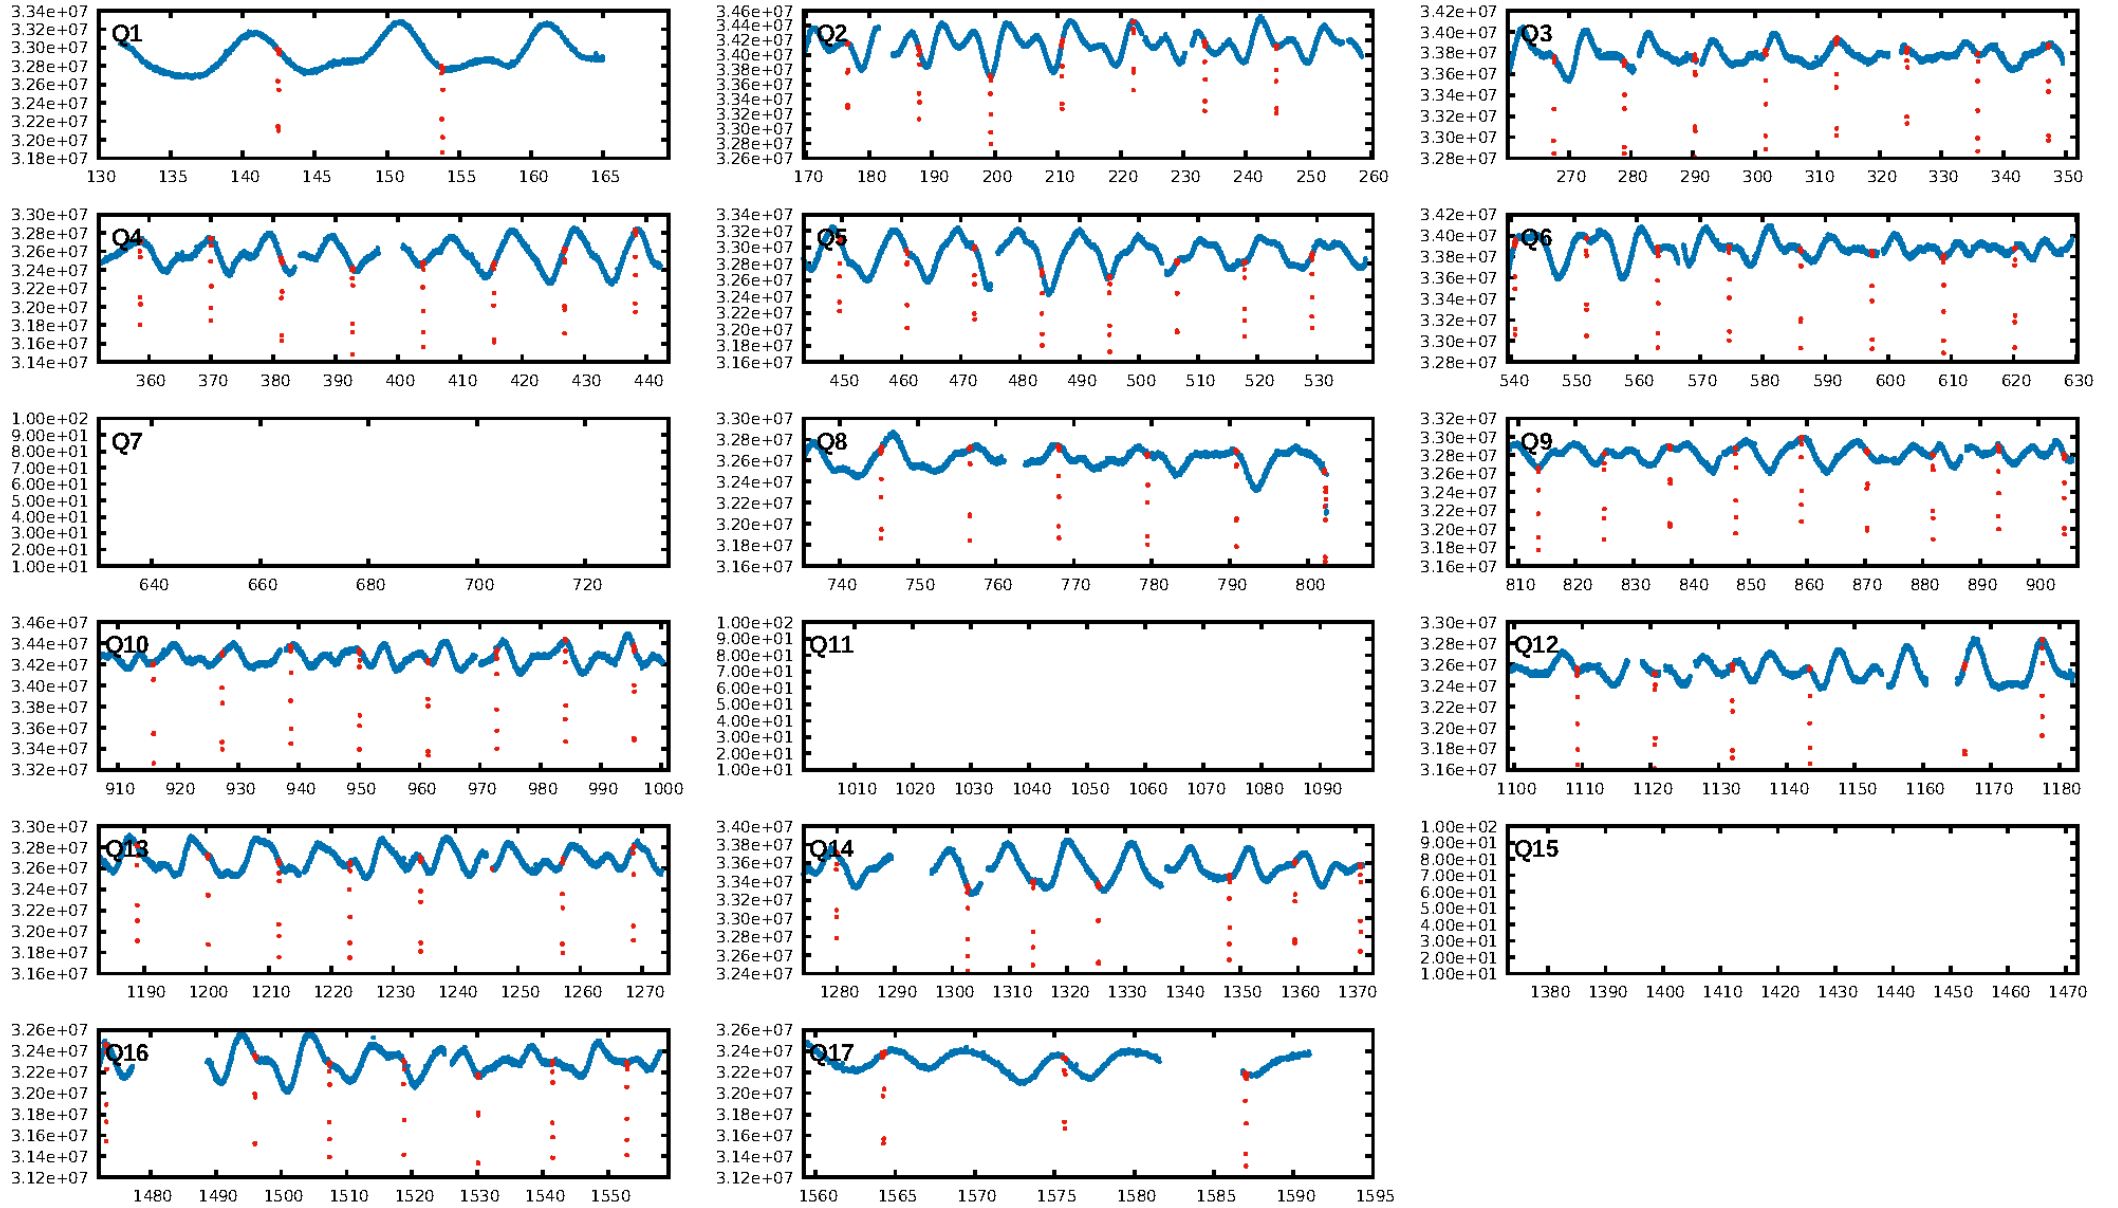 3.34e+07
3.32e+07
3.30e+07
3.28e+07
3.26e+07
3.24e+07
3.22e+07
3.20e+07
3.18e+07
Q1
130 135 140 145 150 155 160 165
3.46e+07
3.44e+07
3.42e+07
3.40e+07
3.38e+07
3.36e+07
3.34e+07
3.32e+07
3.30e+07
3.28e+07
3.26e+07
Q2
170 180 190 200 210 220 230 240 250 260
3.42e+07
3.40e+07
3.38e+07
3.36e+07
3.34e+07
3.32e+07
3.30e+07
3.28e+07
Q3
270 280 290 300 310 320 330 340 350
3.30e+07
3.28e+07
3.26e+07
3.24e+07
3.22e+07
3.20e+07
3.18e+07
3.16e+07
3.14e+07
Q4
360 370 380 390 400 410 420 430 440
3.34e+07
3.32e+07
3.30e+07
3.28e+07
3.26e+07
3.24e+07
3.22e+07
3.20e+07
3.18e+07
3.16e+07
Q5
450 460 470 480 490 500 510 520 530
3.42e+07
3.40e+07
3.38e+07
3.36e+07
3.34e+07
3.32e+07
3.30e+07
3.28e+07
Q6
540 550 560 570 580 590 600 610 620 630
1.00e+02
9.00e+01
8.00e+01
7.00e+01
6.00e+01
5.00e+01
4.00e+01
3.00e+01
2.00e+01
1.00e+01
Q7
640 660 680 700 720
3.30e+07
3.28e+07
3.26e+07
3.24e+07
3.22e+07
3.20e+07
3.18e+07
3.16e+07
Q8
740 750 760 770 780 790 800
3.32e+07
3.30e+07
3.28e+07
3.26e+07
3.24e+07
3.22e+07
3.20e+07
3.18e+07
3.16e+07
Q9
810 820 830 840 850 860 870 880 890 900
3.46e+07
3.44e+07
3.42e+07
3.40e+07
3.38e+07
3.36e+07
3.34e+07
3.32e+07
Q10
910 920 930 940 950 960 970 980 990 1000
1.00e+02
9.00e+01
8.00e+01
7.00e+01
6.00e+01
5.00e+01
4.00e+01
3.00e+01
2.00e+01
1.00e+01
Q11
1010 1020 1030 1040 1050 1060 1070 1080 1090
3.30e+07
3.28e+07
3.26e+07
3.24e+07
3.22e+07
3.20e+07
3.18e+07
3.16e+07
Q12
1100 1110 1120 1130 1140 1150 1160 1170 1180
3.30e+07
3.28e+07
3.26e+07
3.24e+07
3.22e+07
3.20e+07
3.18e+07
3.16e+07
Q13
1190 1200 1210 1220 1230 1240 1250 1260 1270
3.40e+07
3.38e+07
3.36e+07
3.34e+07
3.32e+07
3.30e+07
3.28e+07
3.26e+07
3.24e+07
Q14
1280 1290 1300 1310 1320 1330 1340 1350 1360 1370
1.00e+02
9.00e+01
8.00e+01
7.00e+01
6.00e+01
5.00e+01
4.00e+01
3.00e+01
2.00e+01
1.00e+01
Q15
1380 1390 1400 1410 1420 1430 1440 1450 1460 1470
3.26e+07
3.24e+07
3.22e+07
3.20e+07
3.18e+07
3.16e+07
3.14e+07
3.12e+07
Q16
1480 1490 1500 1510 1520 1530 1540 1550
3.26e+07
3.24e+07
3.22e+07
3.20e+07
3.18e+07
3.16e+07
3.14e+07
3.12e+07
Q17
1560 1565 1570 1575 1580 1585 1590 1595